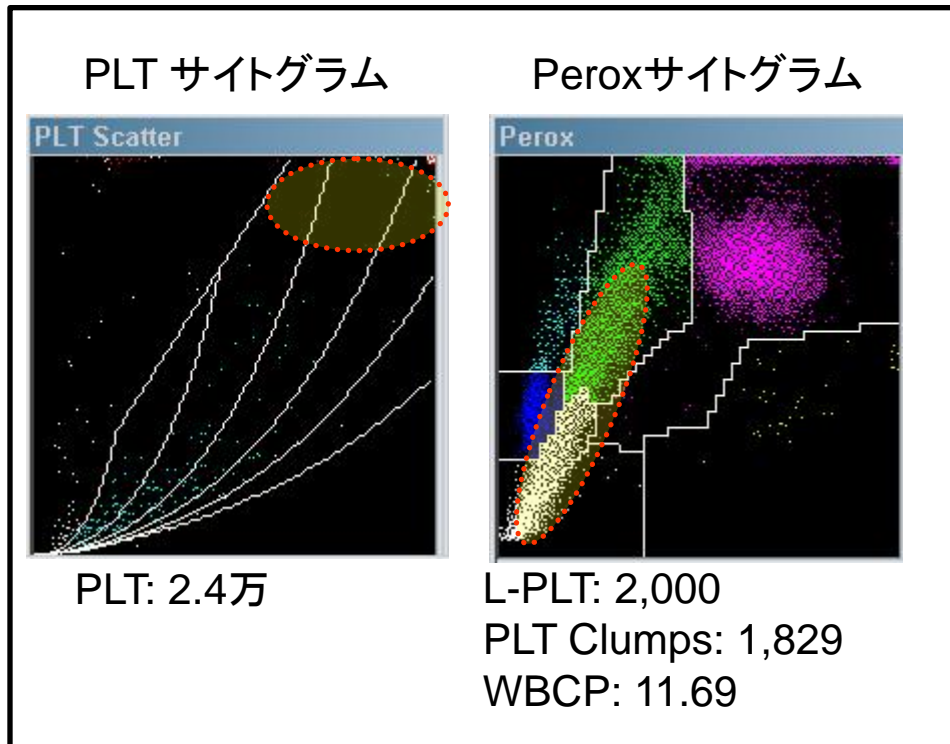 PLT サイトグラム
Peroxサイトグラム
PLT Scatter
Perox
PLT: 2.4万
L-PLT: 2,000
PLT Clumps: 1,829
WBCP: 11.69